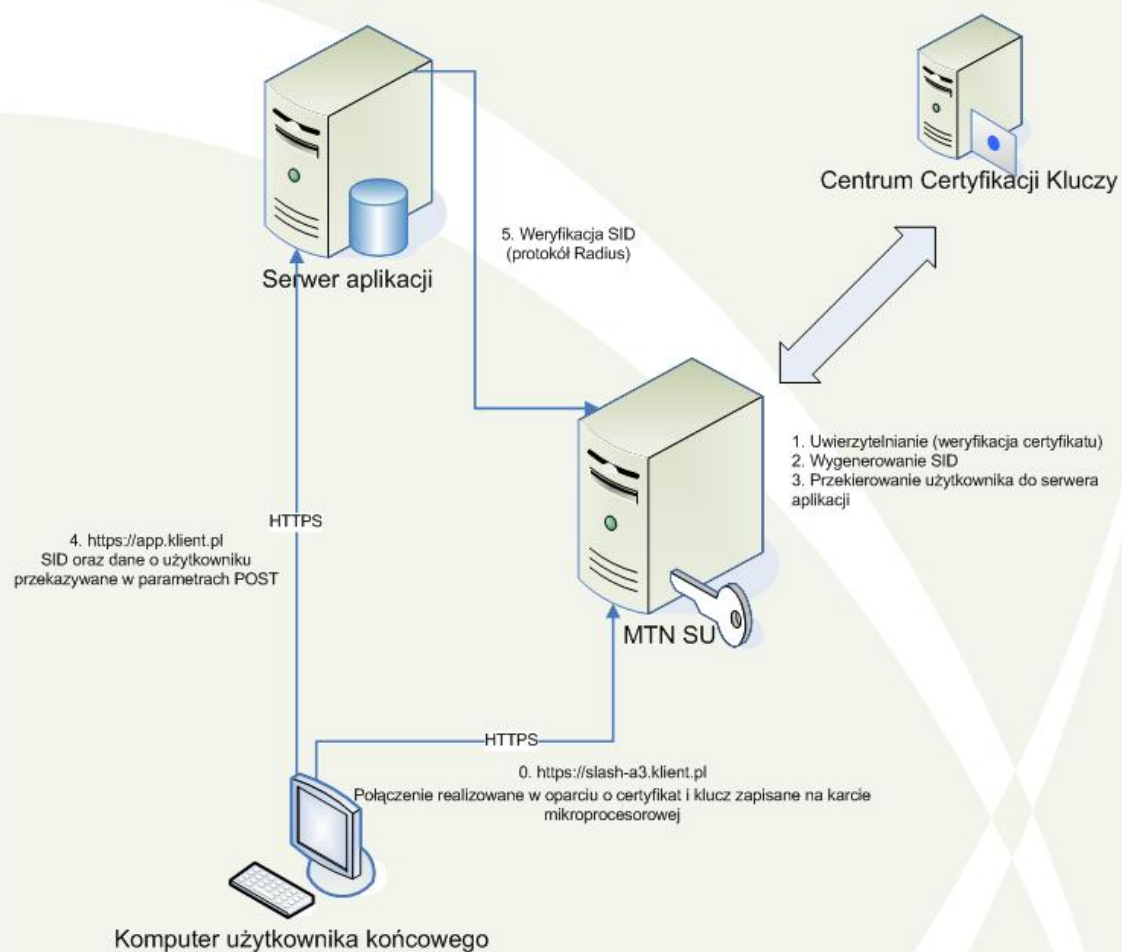 Centrum Certyfikacji Kluczy
5. Weryfikacja SID
(protokół Radius)
Serwer aplikacji
1. Uwierzytelnianie (weryfikacja certyfikatu)
2. Wygenerowanie SID
3. Przekierowanie użytkownika do serwera
aplikacji
HTTPS
4. https://app.klient.pl
SID oraz dane o użytkowniku
przekazywane w parametrach POST
MTN SU
HTTPS
0. https://slash-a3.klient.pl
Połączenie realizowane w oparciu o certyfikat i klucz zapisane na karcie
mikroprocesorowej
Komputer użytkownika końcowego